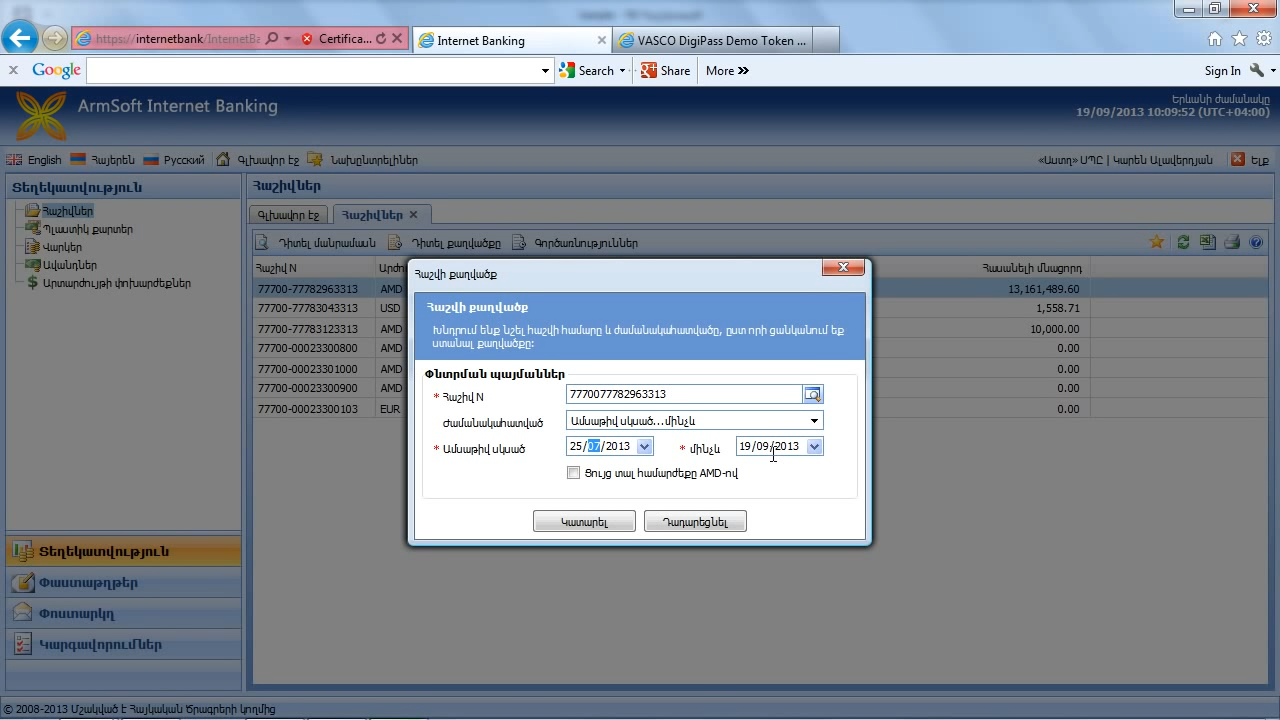 https://internetbank/InternetBa
Certifica...
Internet Banking
VASCO DigiPass Demo Token ...
Google
Search
Share
More »
Sign In
ArmSoft Internet Banking
Երևանի ժամանակը
19/09/2013 10:09:52 (UTC+04:00)
English
Հայերեն
Русский
Գլխավոր էջ
Նախընտրելիներ
«Աստղ» ՍՊԸ | Կարեն Ալավերդյան
Ելք
Տեղեկատվություն
Հաշիվներ
Պլաստիկ քարտեր
Վարկեր
Ավանդներ
Արտարժույթի փոխարժեքներ
Տեղեկատվություն
Փաստաթղթեր
Փոստարկղ
Կարգավորումներ
Հաշիվներ
Գլխավոր էջ
Հաշիվներ
Դիտել մանրամասն
Դիտել քաղվածքը
Գործառնություններ
Հաշիվ N
Արժո
Հասանելի մնացորդ
77700-77782963313 AMD 13,161,489.60
77700-77783043313 USD 1,558.71
77700-77783123313 AMD 10,000.00
77700-00023300800 AMD 0.00
77700-00023301000 AMD 0.00
77700-00023300900 AMD 0.00
77700-00023300103 EUR 0.00
Հաշվի քաղվածք
Հաշվի քաղվածք
Խնդրում ենք նշել հաշվի համարը և ժամանակահատվածը, ըստ որի ցանկանում եք
ստանալ քաղվածքը:
Փնտրման պայմաններ
* Հաշիվ N 7770077782963313
Ժամանակահատված Ամսաթիվ սկսած...մինչև
* Ամսաթիվ սկսած 25/07/2013 * մինչև 19/09/2013
Ցույց տալ համարժեքը AMD-ով
Կատարել
Դադարեցնել
© 2008-2013 Մշակված է Հայկական Ծրագրերի կողմից